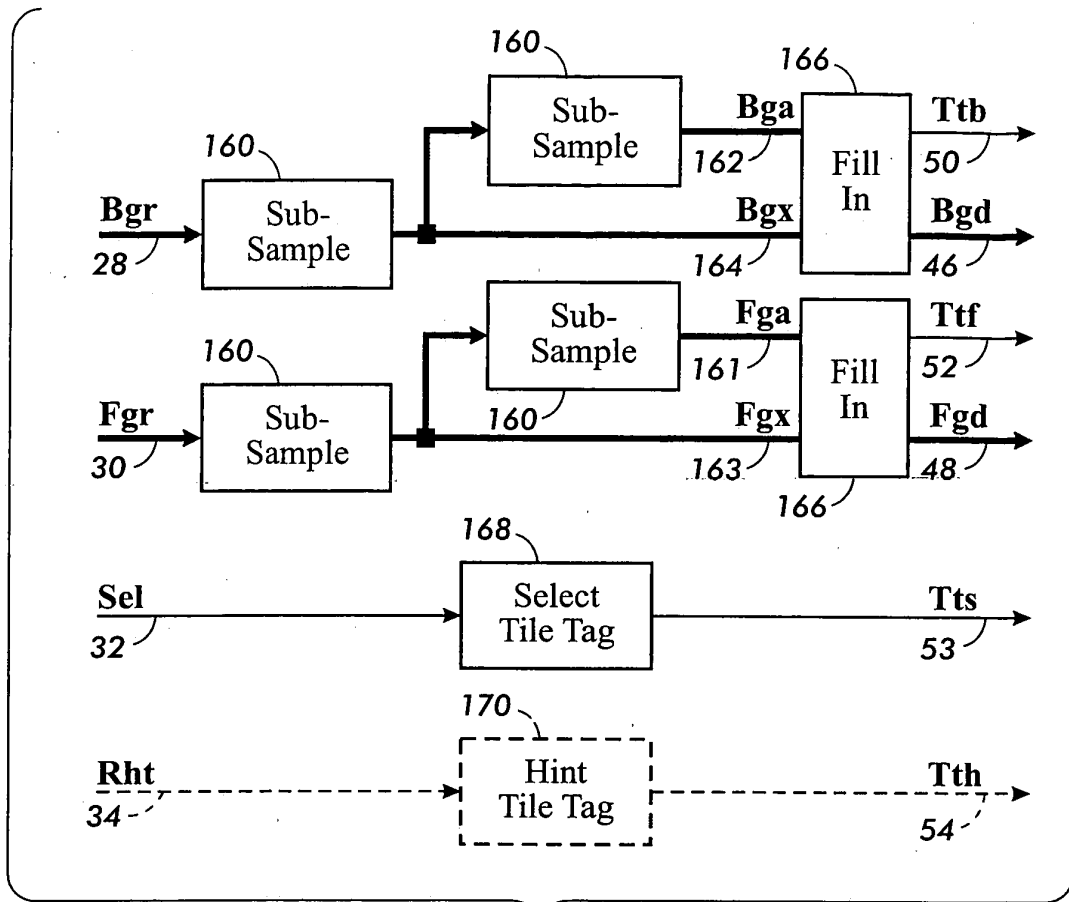 160
166
Sub-
Sample
Bga
162
Ttb
50
160
Bgr
28
Sub-
Sample
Fill
In
Bgx
164
Bgd
46
Sub-
Sample
160
Fga
161
Ttf
52
160
Fgr
30
Sub-
Sample
Fill
In
Fgx
163
Fgd
48
166
168
Sel
32
Select
Tile Tag
Tts
53
170
Rht
34
Hint
Tile Tag
Tth
54